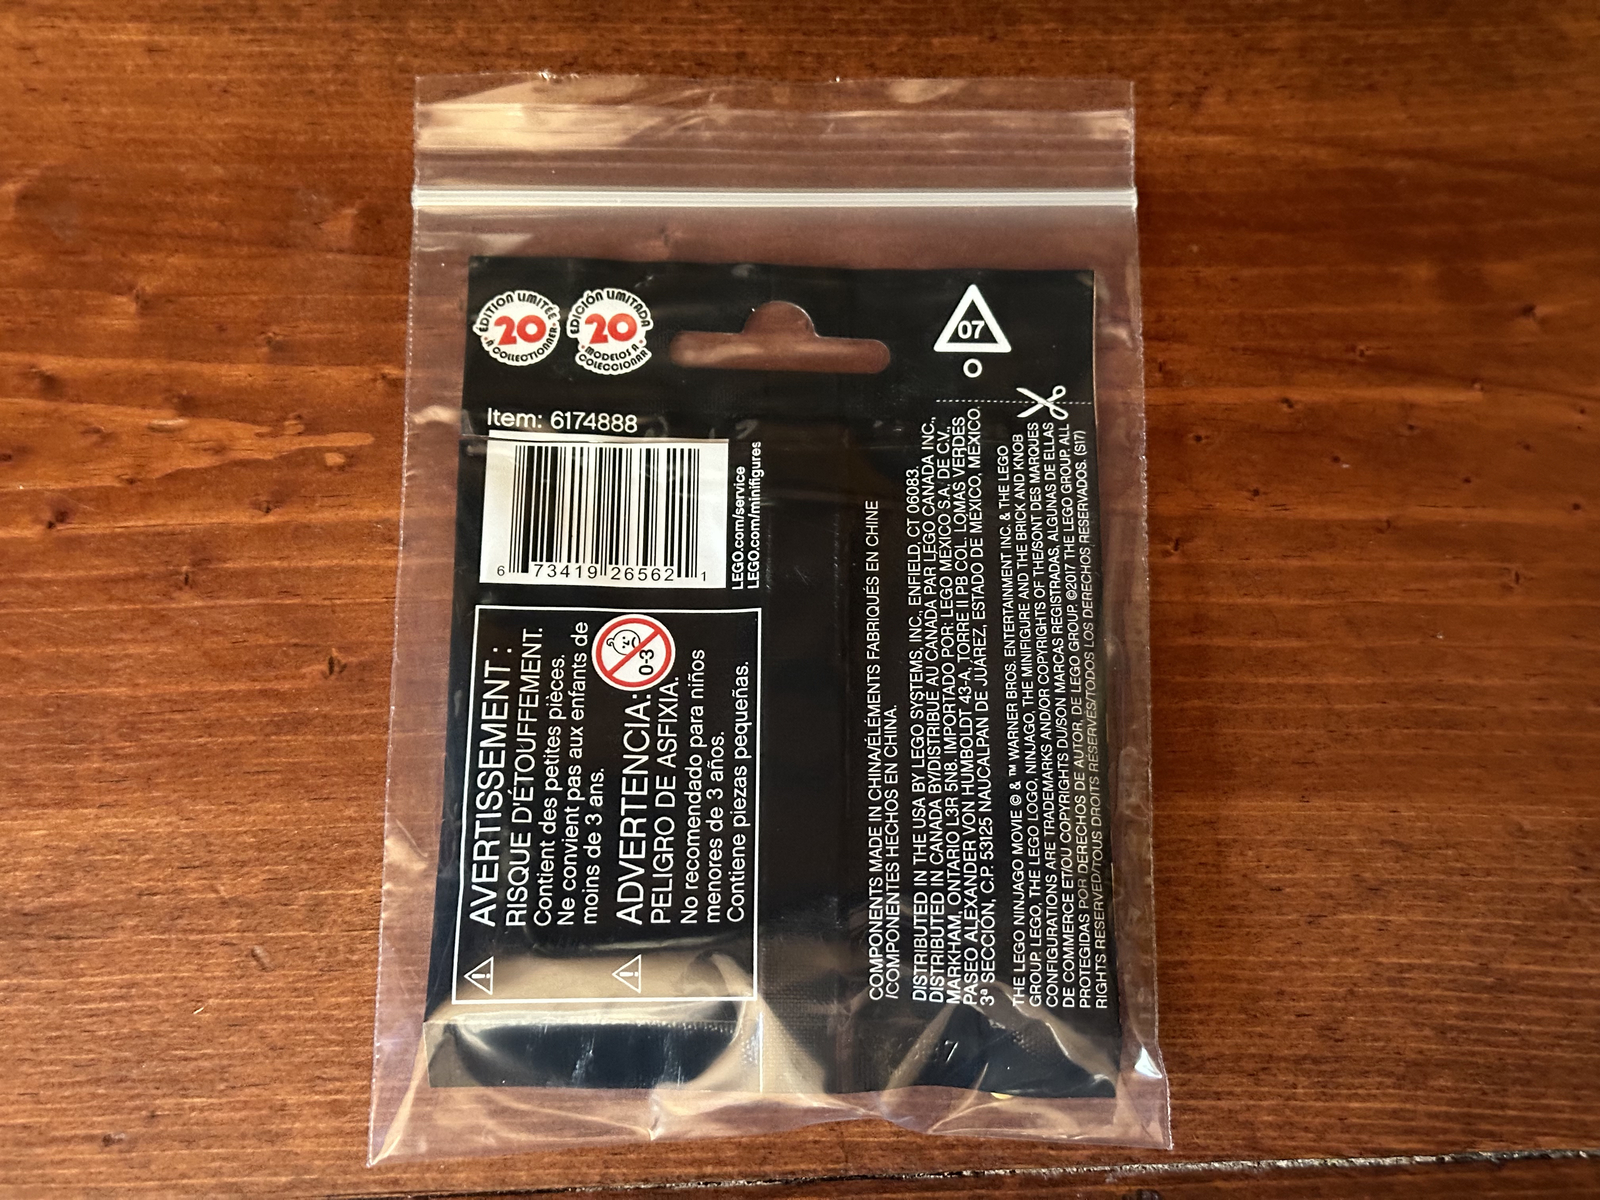 ÉDITION LIMITÉE
20
À COLLECTIONNER
EDICIÓN LIMITADA
20
MODELOS A
COLECCIONAR
07
O
Item: 6174888
6 73419 26562 1
LEGO.com/service
LEGO.com/minifigures
AVERTISSEMENT :
RISQUE D'ÉTOUFFEMENT.
Contient des petites pièces.
Ne convient pas aux enfants de
moins de 3 ans.
0-3
ADVERTENCIA:
PELIGRO DE ASFIXIA.
No recomendado para niños
menores de 3 años.
Contiene piezas pequeñas.
COMPONENTS MADE IN CHINA/ÉLÉMENTS FABRIQUÉS EN CHINE
/COMPONENTES HECHOS EN CHINA.
DISTRIBUTED IN THE USA BY LEGO SYSTEMS, INC., ENFIELD, CT 06083.
DISTRIBUTED IN CANADA BY/DISTRIBUÉ AU CANADA PAR LEGO CANADA INC.,
MARKHAM, ONTARIO L3R 5N8. IMPORTADO POR: LEGO MEXICO S.A. DE C.V.,
PASEO ALEXANDER VON HUMBOLDT 43-A, TORRE II PB COL. LOMAS VERDES
3ª SECCIÓN, C.P. 53125 NAUCALPAN DE JUAREZ, ESTADO DE MÉXICO, MEXICO.
THE LEGO NINJAGO MOVIE © & ™ WARNER BROS. ENTERTAINMENT INC. & THE LEGO
GROUP. LEGO, THE LEGO LOGO, NINJAGO, THE MINIFIGURE AND THE BRICK AND KNOB
CONFIGURATIONS ARE TRADEMARKS AND/OR COPYRIGHTS OF THE/SONT DES MARQUES
DE COMMERCE ET/OU COPYRIGHTS DU/SON MARCAS REGISTRADAS, ALGUNAS DE ELLAS
PROTEGIDAS POR DERECHOS DE AUTOR, DE LEGO GROUP. ©2017 THE LEGO GROUP. ALL
RIGHTS RESERVED/TOUS DROITS RÉSERVÉS/TODOS LOS DERECHOS RESERVADOS. (S17)